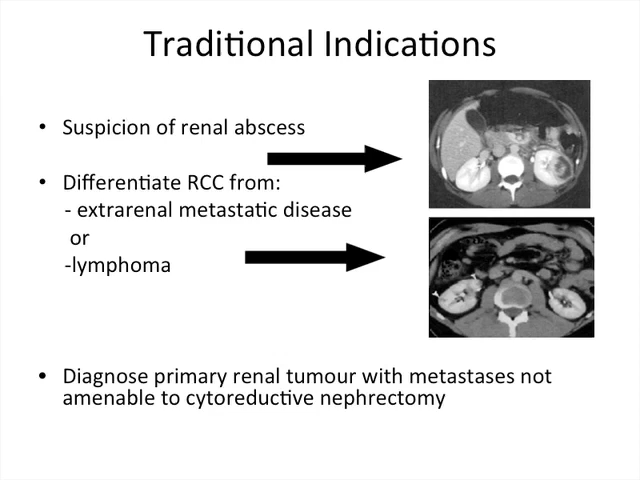 Traditional Indications
• Suspicion of renal abscess
• Differentiate RCC from:
- extrarenal metastatic disease
or
-lymphoma
• Diagnose primary renal tumour with metastases not
amenable to cytoreductive nephrectomy